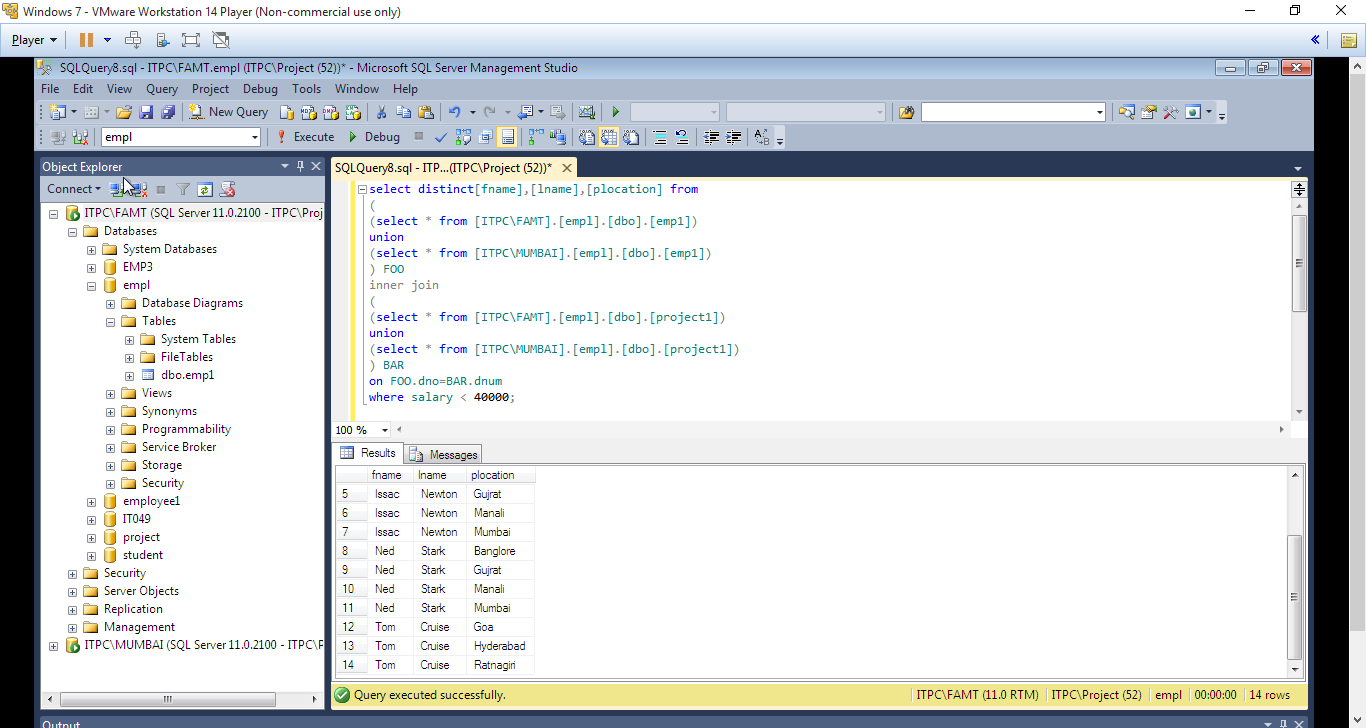 Windows 7 - VMware Workstation 14 Player (Non-commercial use only)
Player
SQLQuery8.sql - ITPC\FAMT.empl (ITPC\Project (52))* - Microsoft SQL Server Management Studio
File Edit View Query Project Debug Tools Window Help
New Query
empl Execute Debug
Object Explorer
Connect
ITPC\FAMT (SQL Server 11.0.2100 - ITPC\Proj
Databases
System Databases
EMP3
empl
Database Diagrams
Tables
System Tables
FileTables
dbo.emp1
Views
Synonyms
Programmability
Service Broker
Storage
Security
employee1
IT049
project
student
Security
Server Objects
Replication
Management
ITPC\MUMBAI (SQL Server 11.0.2100 - ITPC\P
SQLQuery8.sql - ITP...(ITPC\Project (52))*
select distinct[fname],[lname],[plocation] from
(
(select * from [ITPC\FAMT].[empl].[dbo].[emp1])
union
(select * from [ITPC\MUMBAI].[empl].[dbo].[emp1])
) FOO
inner join
(
(select * from [ITPC\FAMT].[empl].[dbo].[project1])
union
(select * from [ITPC\MUMBAI].[empl].[dbo].[project1])
) BAR
on FOO.dno=BAR.dnum
where salary < 40000;
100 %
Results Messages
fname lname plocation
5 Issac Newton Gujrat
6 Issac Newton Manali
7 Issac Newton Mumbai
8 Ned Stark Banglore
9 Ned Stark Gujrat
10 Ned Stark Manali
11 Ned Stark Mumbai
12 Tom Cruise Goa
13 Tom Cruise Hyderabad
14 Tom Cruise Ratnagiri
Query executed successfully. ITPC\FAMT (11.0 RTM) ITPC\Project (52) empl 00:00:00 14 rows
Output